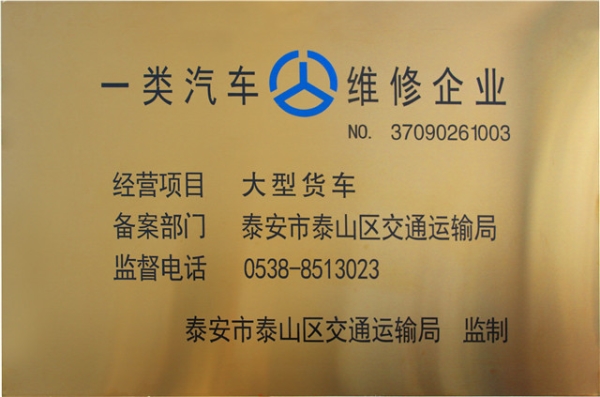 一类汽车维修企业
NO. 37090261003
经营项目 大型货车
备案部门 泰安市泰山区交通运输局
监督电话 0538-8513023
泰安市泰山区交通运输局 监制